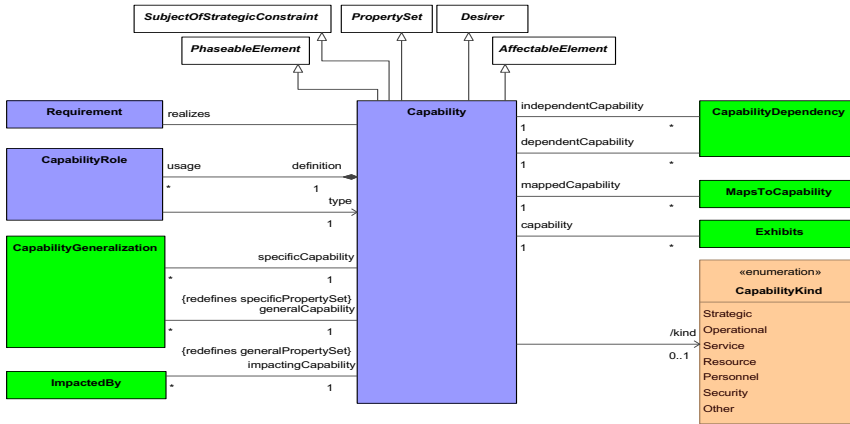 SubjectOfStrategicConstraint
PropertySet
Desirer
PhaseableElement
AffectableElement
Requirement
realizes
Capability
independentCapability
1
*
CapabilityDependency
dependentCapability
1
*
CapabilityRole
usage
definition
*
1
type
1
mappedCapability
1
*
MapsToCapability
capability
1
*
Exhibits
CapabilityGeneralization
specificCapability
*
1
{redefines specificPropertySet}
generalCapability
*
1
{redefines generalPropertySet}
impactingCapability
*
1
ImpactedBy
/kind
0..1
«enumeration»
CapabilityKind
Strategic
Operational
Service
Resource
Personnel
Security
Other